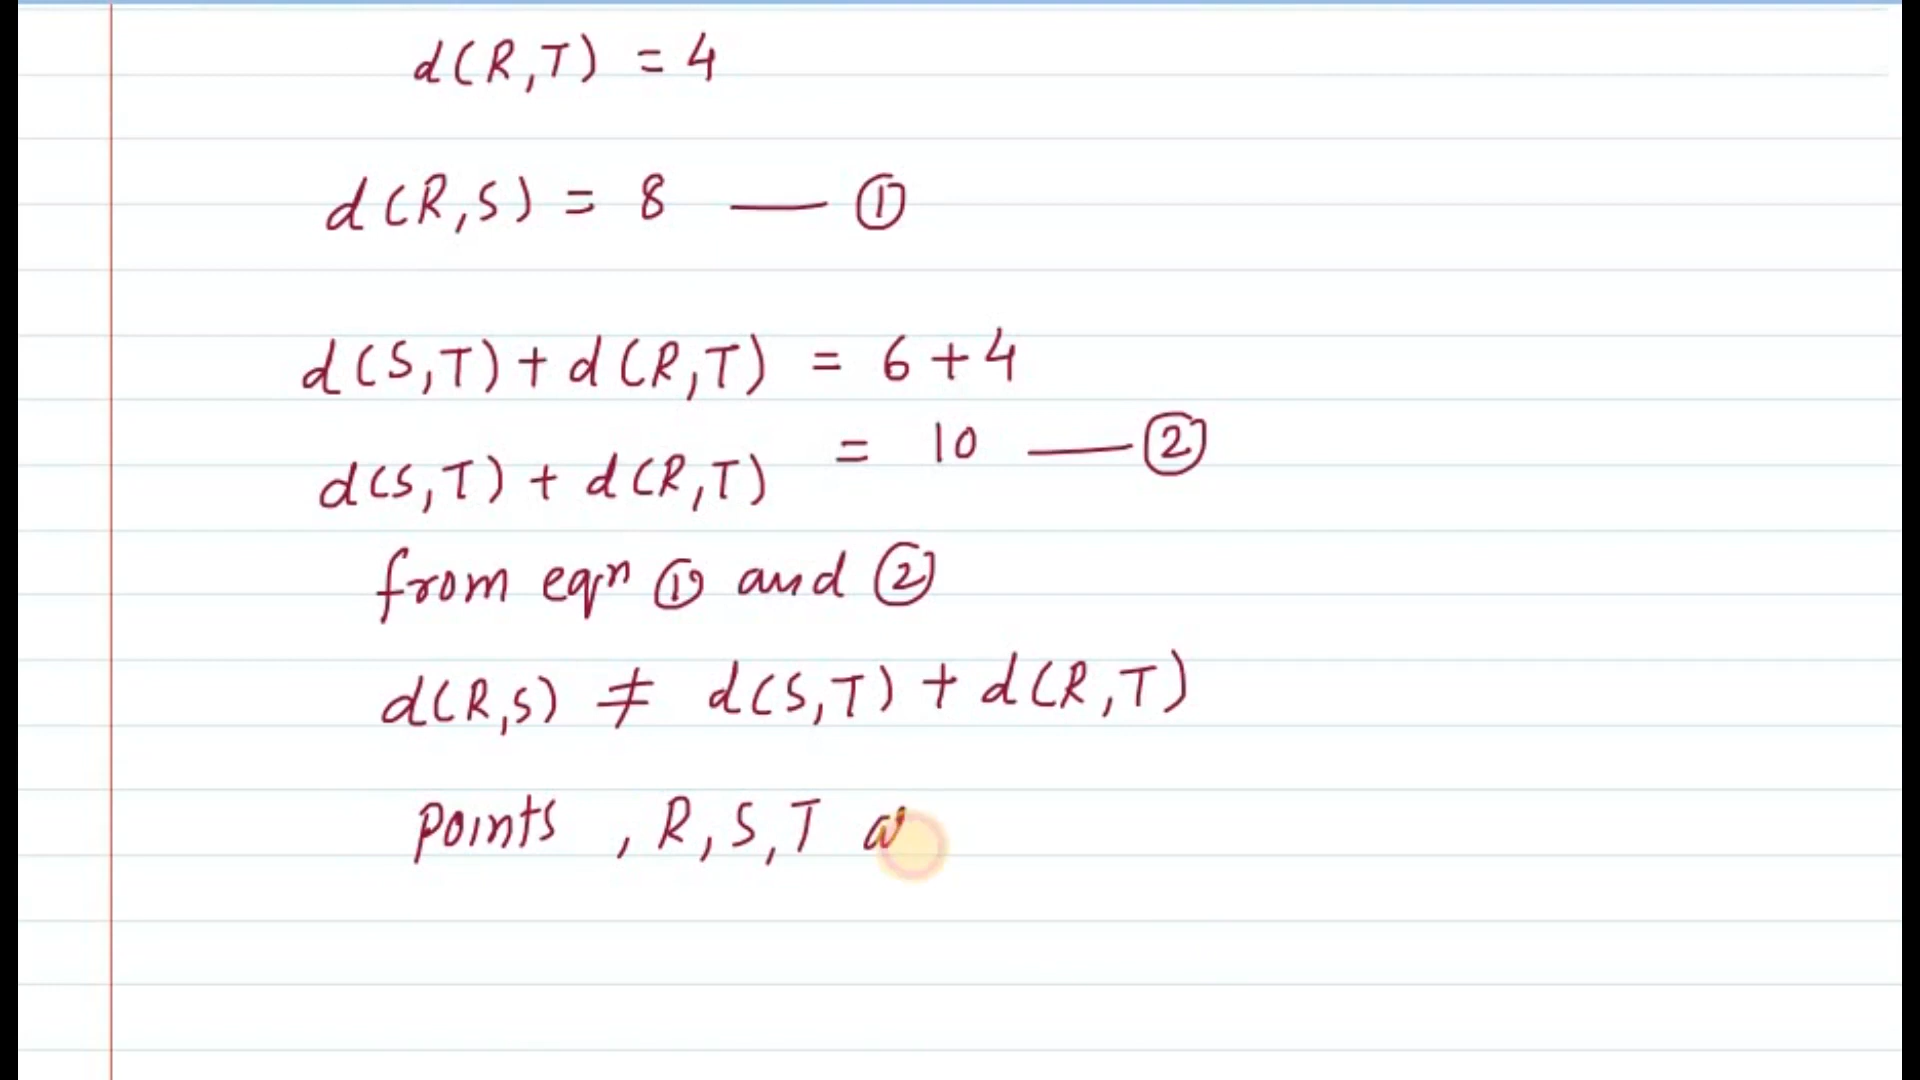 d(R,T) = 4
d(R,S) = 8 — ①
d(S,T) + d(R,T) = 6 + 4
d(S,T) + d(R,T) = 10 — ②
from eqn ① and ②
d(R,S) ≠ d(S,T) + d(R,T)
points , R, S, T